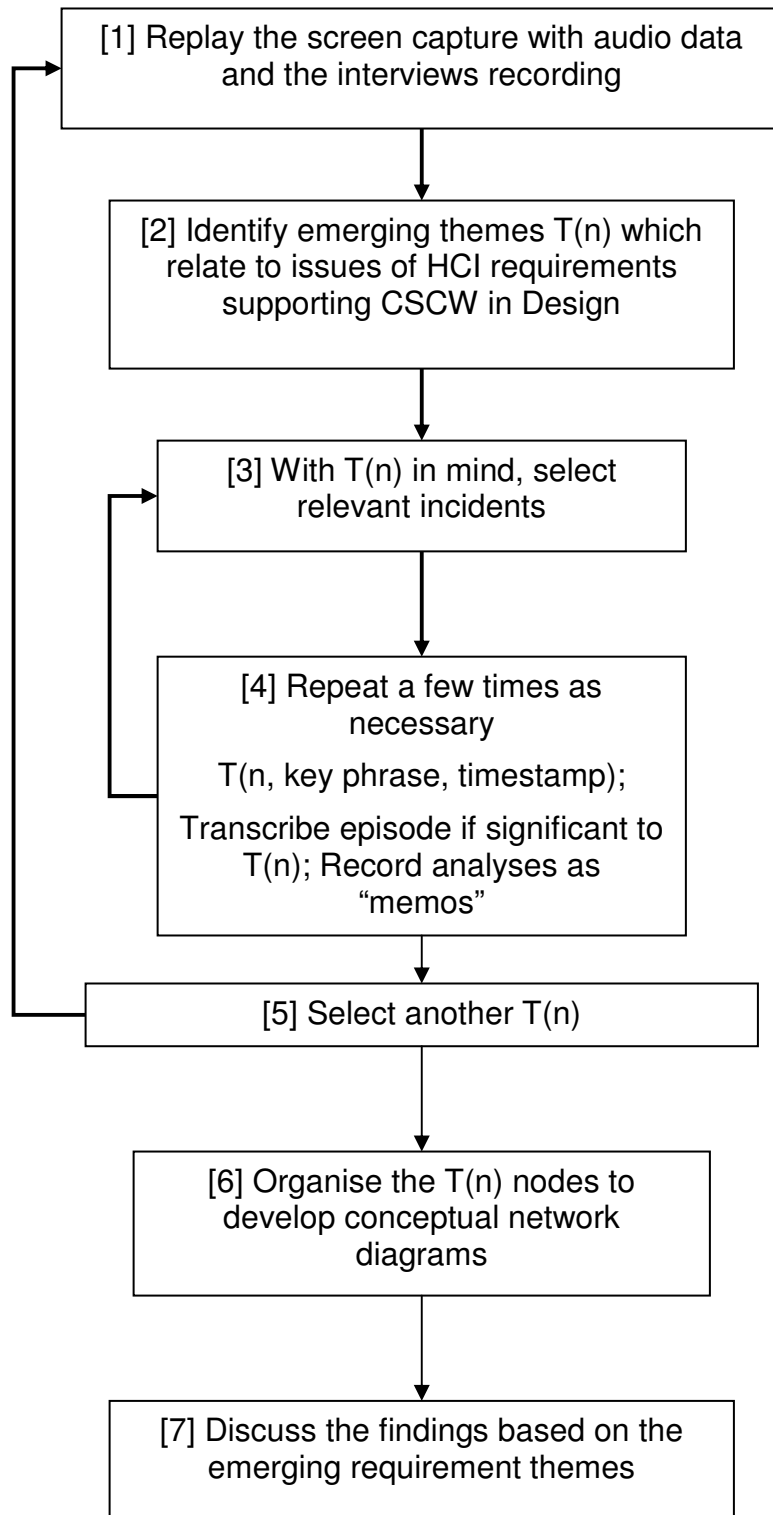 [1] Replay the screen capture with audio data
and the interviews recording
[2] Identify emerging themes T(n) which
relate to issues of HCI requirements
supporting CSCW in Design
[3] With T(n) in mind, select
relevant incidents
[4] Repeat a few times as
necessary
T(n, key phrase, timestamp);
Transcribe episode if significant to
T(n); Record analyses as
“memos”
[5] Select another T(n)
[6] Organise the T(n) nodes to
develop conceptual network
diagrams
[7] Discuss the findings based on the
emerging requirement themes